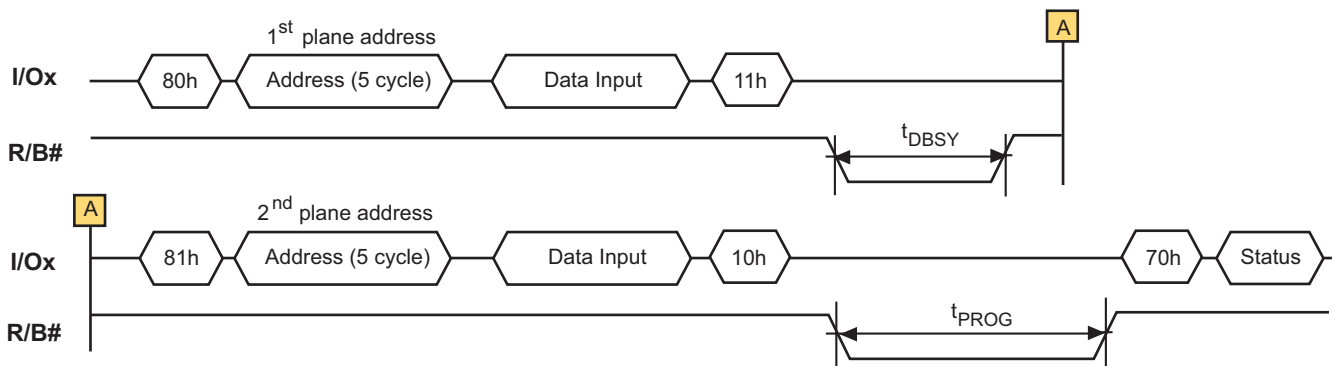 1st plane address
A
I/Ox 80h Address (5 cycle) Data Input 11h
R/B# tDBSY
A
2nd plane address
I/Ox 81h Address (5 cycle) Data Input 10h 70h Status
R/B# tPROG